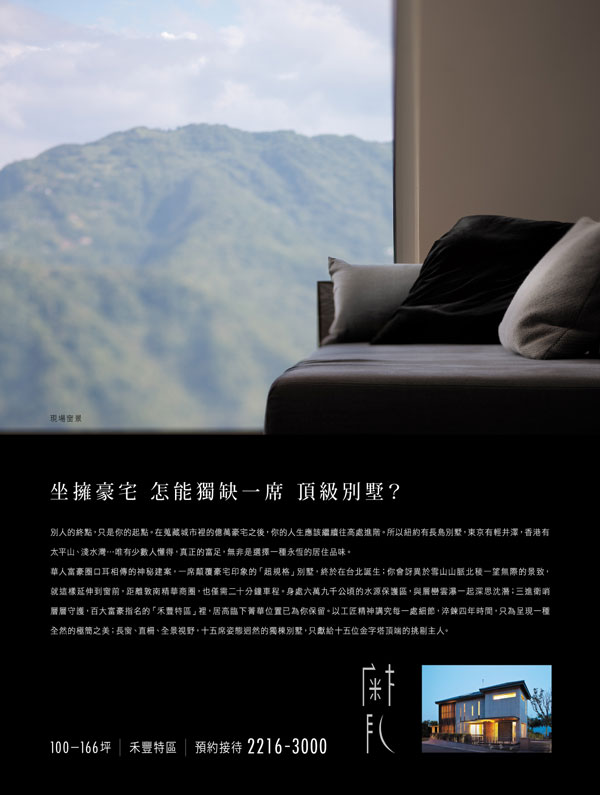 現場窗景
坐擁豪宅 怎能獨缺一席 頂級別墅？
別人的終點，只是你的起點。在蒐藏城市裡的億萬豪宅之後，你的人生應該繼續往高處進階。所以紐約有長島別墅，東京有輕井澤，香港有
太平山、淺水灣…唯有少數人懂得，真正的富足，無非是選擇一種永恆的居住品味。
華人富豪圈口耳相傳的神秘建案，一席顛覆豪宅印象的「超規格」別墅，終於在台北誕生；你會訝異於雪山山脈北稜一望無際的景致，
就這樣延伸到窗前。距離敦南精華商圈，也僅需二十分鐘車程。身處六萬九千公頃的水源保護區，與層巒雲瀑一起深思沈潛；三進衛哨
層層守護，百大富豪指名的「禾豐特區」裡，居高臨下菁華位置已為你保留。以工匠精神講究每一處細節，淬鍊四年時間，只為呈現一種
全然的極簡之美；長窗、直柵、全景視野，十五席姿態迥然的獨棟別墅，只獻給十五位金字塔頂端的挑剔主人。
100–166坪｜禾豐特區｜預約接待 2216-3000